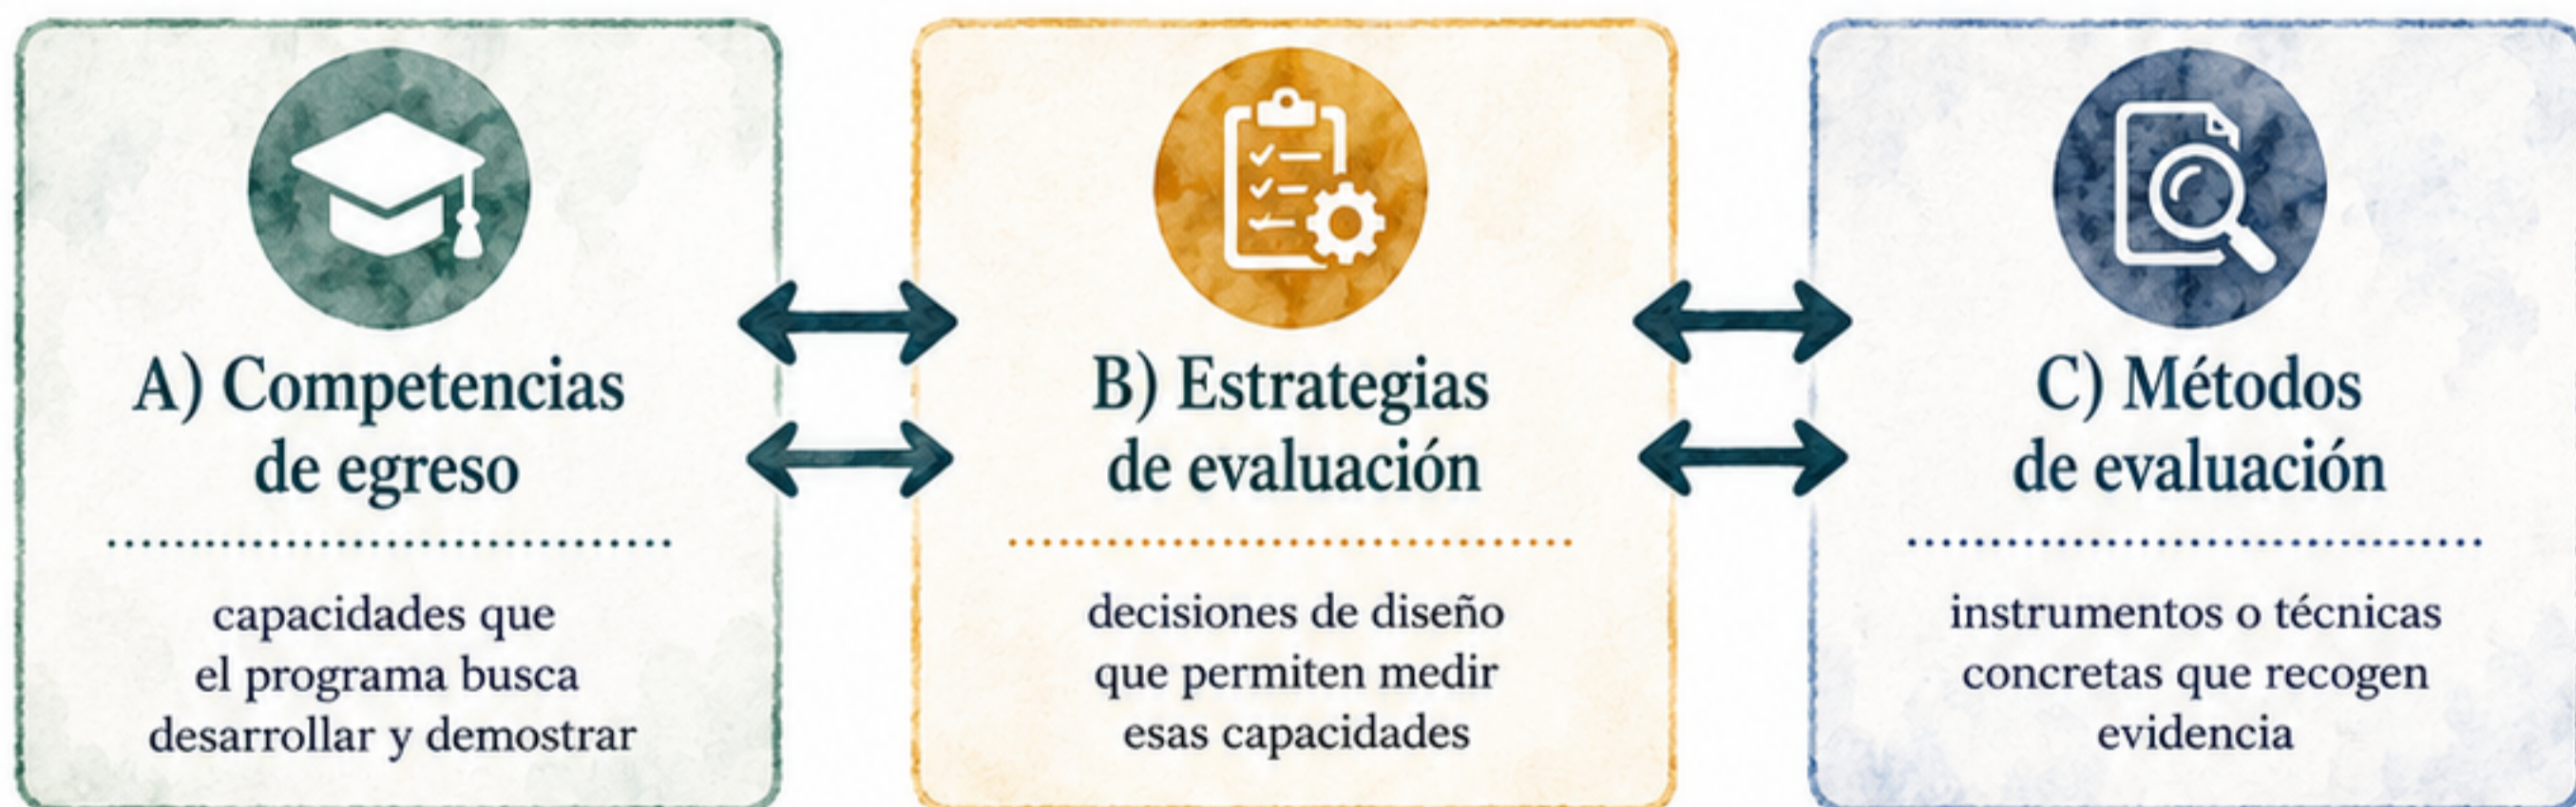 A) Competencias
de egreso
capacidades que
el programa busca
desarrollar y demostrar
B) Estrategias
de evaluación
decisiones de diseño
que permiten medir
esas capacidades
C) Métodos
de evaluación
instrumentos o técnicas
concretas que recogen
evidencia